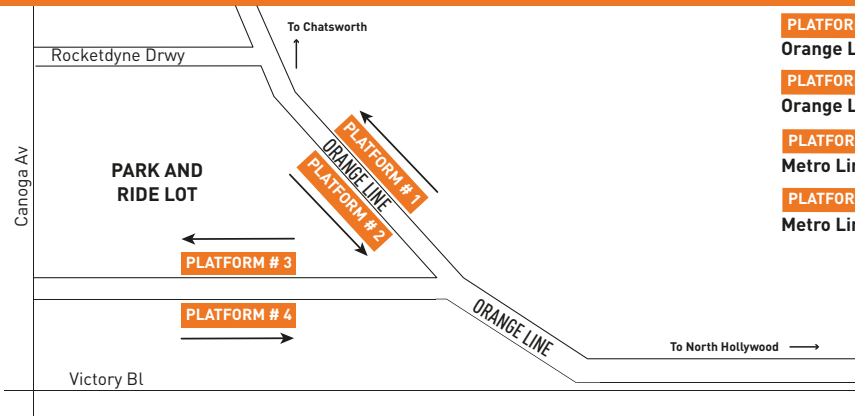 To Chatsworth
Rocketdyne Drwy
Canoga Av
PARK AND
RIDE LOT
PLATFORM # 1
ORANGE LINE
PLATFORM # 2
PLATFORM # 3
PLATFORM # 4
ORANGE LINE
To North Hollywood
Victory Bl
PLATFOR
Orange L
PLATFOR
Orange L
PLATFOR
Metro Lin
PLATFOR
Metro Lin